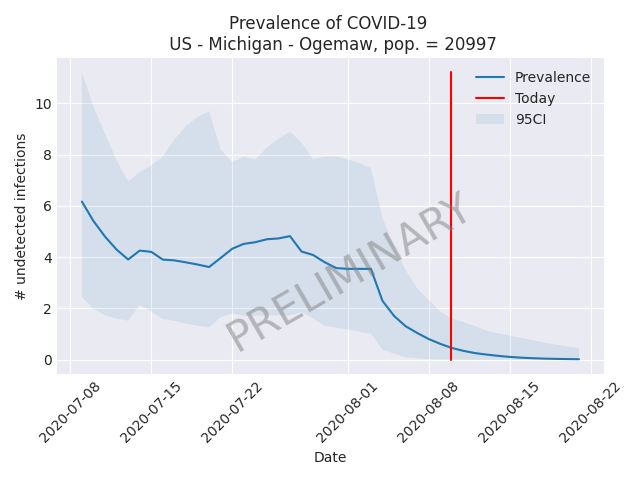 Prevalence of COVID-19
US - Michigan - Ogemaw, pop. = 20997
# undetected infections
10
8
6
4
2
0
Prevalence
Today
95CI
PRELIMINARY
2020-07-08
2020-07-15
2020-07-22
2020-08-01
2020-08-08
2020-08-15
2020-08-22
Date